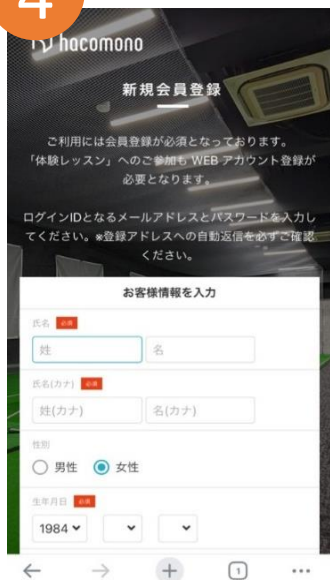 4
hacomono
新規会員登録
ご利用には会員登録が必須となっております。
「体験レッスン」へのご参加も WEB アカウント登録が
必要となります。
ログインIDとなるメールアドレスとパスワードを入力し
てください。※登録アドレスへの自動返信を必ずご確認
ください。
お客様情報を入力
氏名 必須
姓 名
氏名(カナ) 必須
姓(カナ) 名(カナ)
性別
男性 女性
生年月日 必須
1984
1